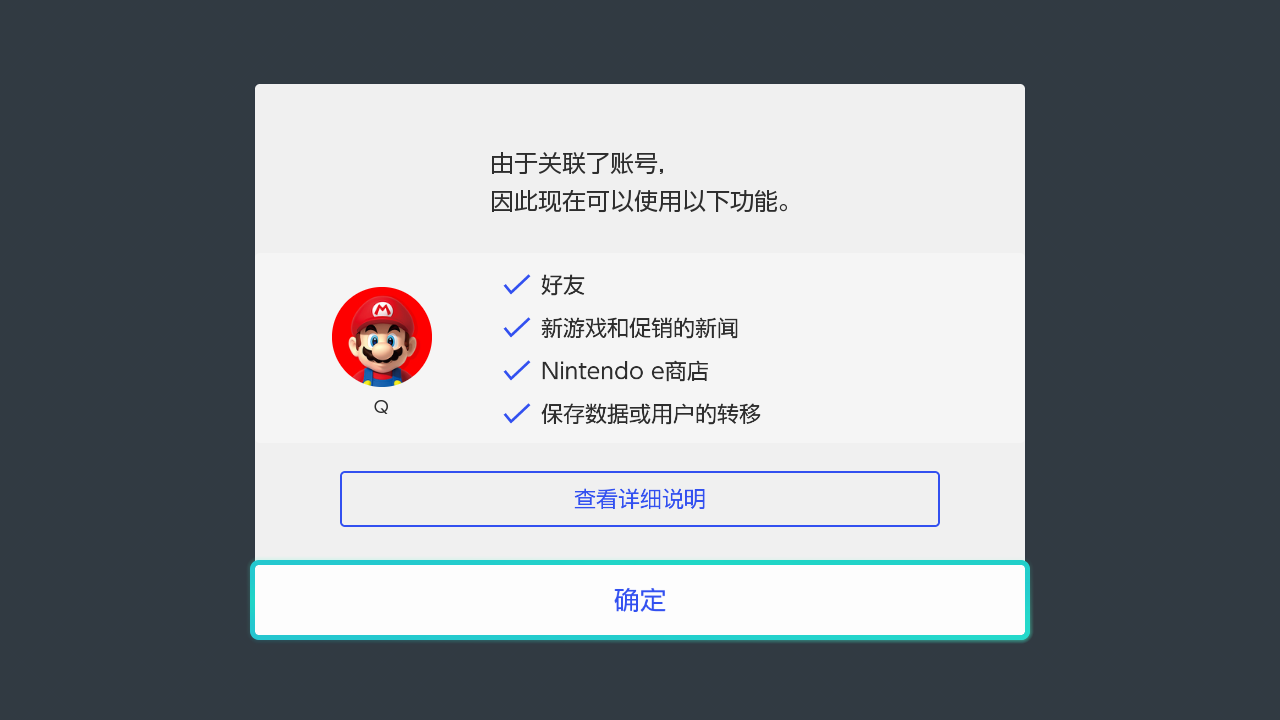 由于关联了账号，
因此现在可以使用以下功能。
好友
新游戏和促销的新闻
Nintendo e商店
保存数据或用户的转移
M
Q
查看详细说明
确定